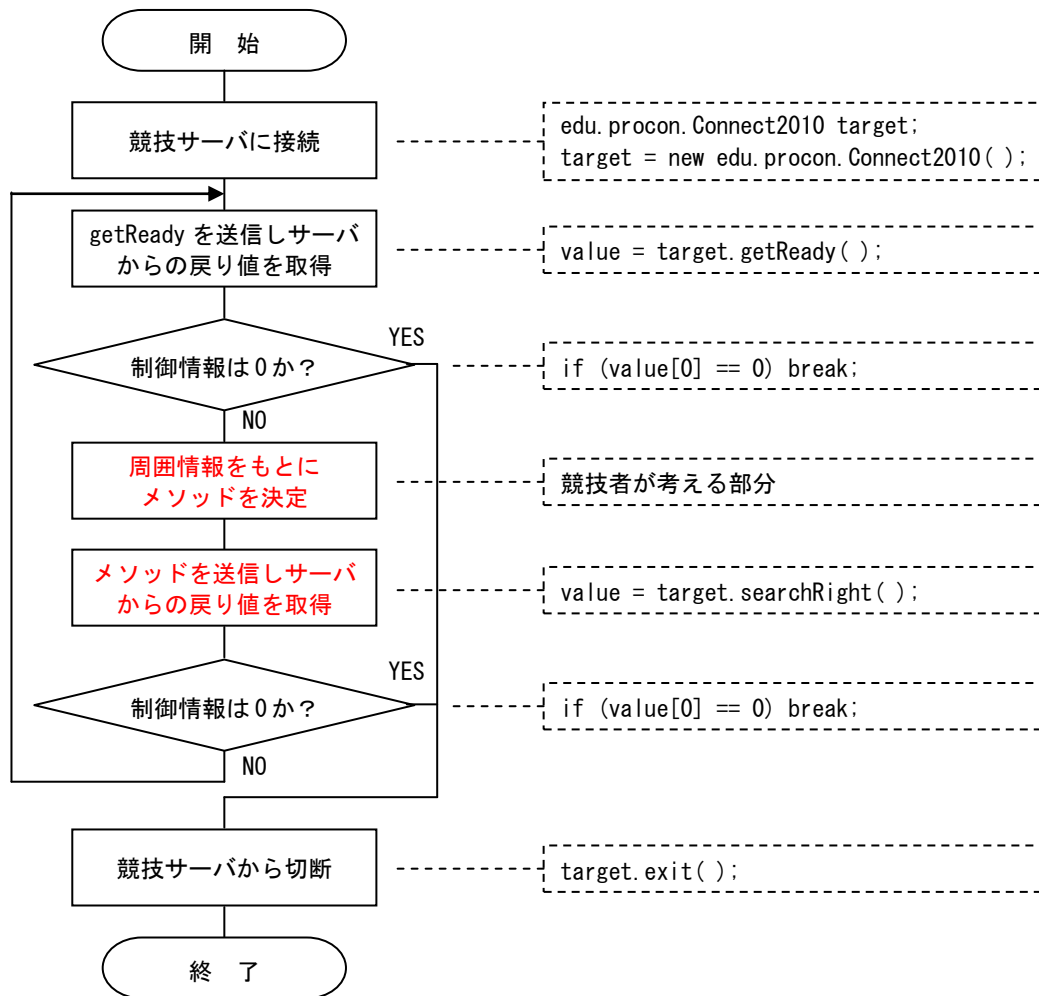 開　始
競技サーバに接続
edu.procon.Connect2010 target;
target = new edu.procon.Connect2010( );
getReady を送信しサーバ
からの戻り値を取得
value = target.getReady( );
制御情報は０か？
YES
if (value[0] == 0) break;
NO
周囲情報をもとに
メソッドを決定
競技者が考える部分
メソッドを送信しサーバ
からの戻り値を取得
value = target.searchRight( );
制御情報は０か？
YES
if (value[0] == 0) break;
NO
競技サーバから切断
target.exit( );
終　了